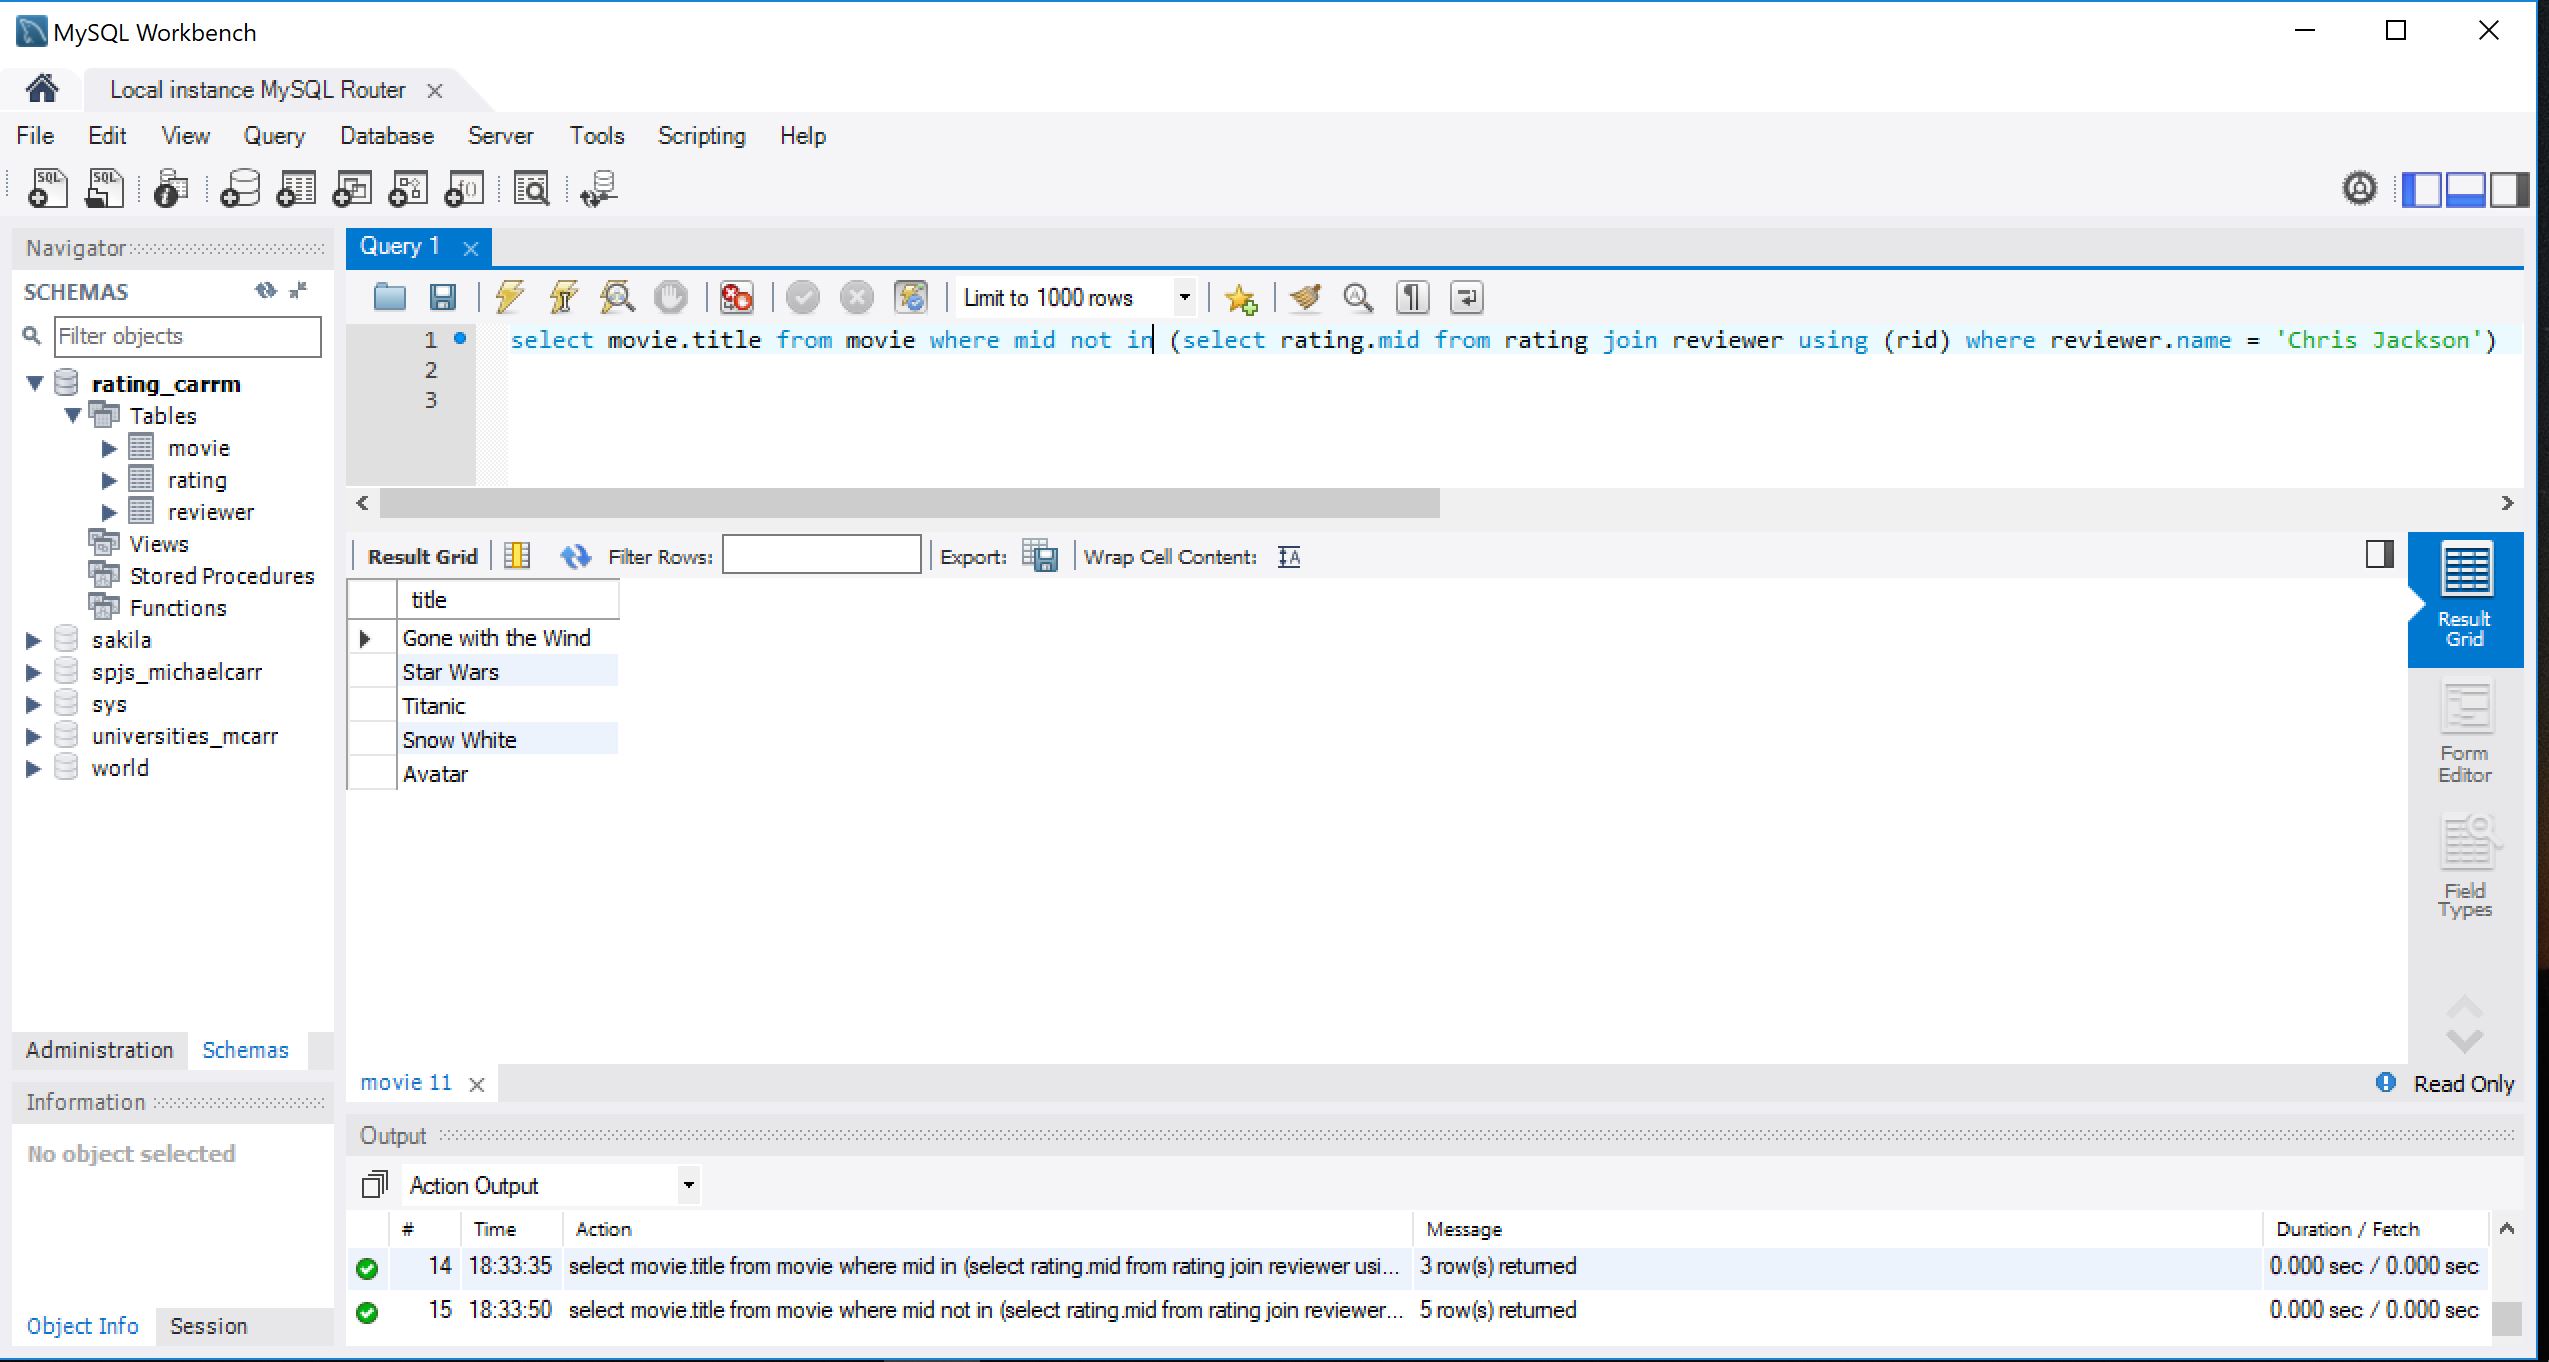 MySQL Workbench
Local instance MySQL Router
File Edit View Query Database Server Tools Scripting Help
Navigator
SCHEMAS
Filter objects
rating_carrm
Tables
movie
rating
reviewer
Views
Stored Procedures
Functions
sakila
spjs_michaelcarr
sys
universities_mcarr
world
Administration Schemas
Information
No object selected
Object Info Session
Query 1
Limit to 1000 rows
1 select movie.title from movie where mid not in (select rating.mid from rating join reviewer using (rid) where reviewer.name = 'Chris Jackson')
2
3
Result Grid Filter Rows: Export: Wrap Cell Content:
title
Gone with the Wind
Star Wars
Titanic
Snow White
Avatar
Result
Grid
Form
Editor
Field
Types
movie 11
Read Only
Output
Action Output
# Time Action Message Duration / Fetch
14 18:33:35 select movie.title from movie where mid in (select rating.mid from rating join reviewer usi... 3 row(s) returned 0.000 sec / 0.000 sec
15 18:33:50 select movie.title from movie where mid not in (select rating.mid from rating join reviewer... 5 row(s) returned 0.000 sec / 0.000 sec